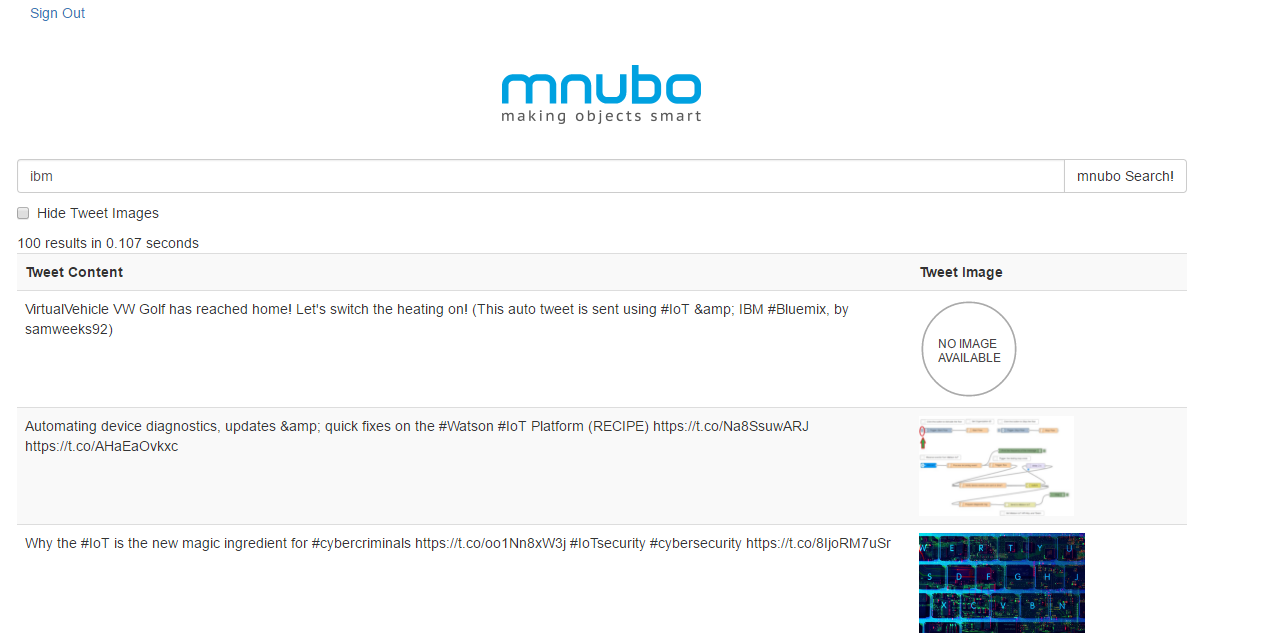 Sign Out
mnubo
making objects smart
ibm
mnubo Search!
Hide Tweet Images
100 results in 0.107 seconds
Tweet Content
Tweet Image
VirtualVehicle VW Golf has reached home! Let's switch the heating on! (This auto tweet is sent using #IoT &amp; IBM #Bluemix, by
samweeks92)
NO IMAGE
AVAILABLE
Automating device diagnostics, updates &amp; quick fixes on the #Watson #IoT Platform (RECIPE) https://t.co/Na8SsuwARJ
https://t.co/AHaEaOvkxc
Why the #IoT is the new magic ingredient for #cybercriminals https://t.co/oo1Nn8xW3j #IoTsecurity #cybersecurity https://t.co/8IjoRM7uSr
W E R T Y U
S D F G H J
X C V B N